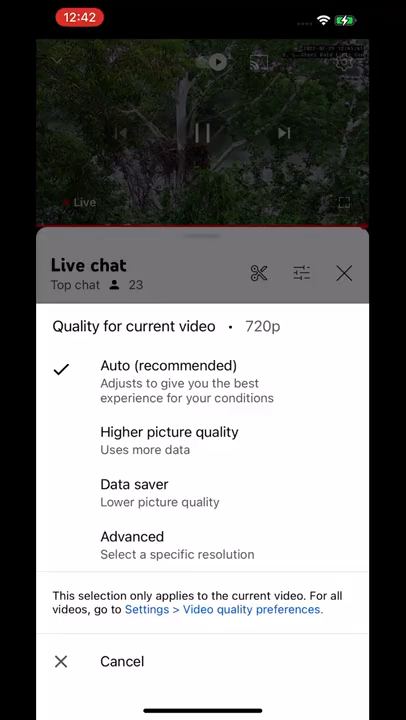 12:42
Live
Live chat
Top chat 23
Quality for current video • 720p
Auto (recommended)
Adjusts to give you the best
experience for your conditions
Higher picture quality
Uses more data
Data saver
Lower picture quality
Advanced
Select a specific resolution
This selection only applies to the current video. For all
videos, go to Settings > Video quality preferences.
Cancel